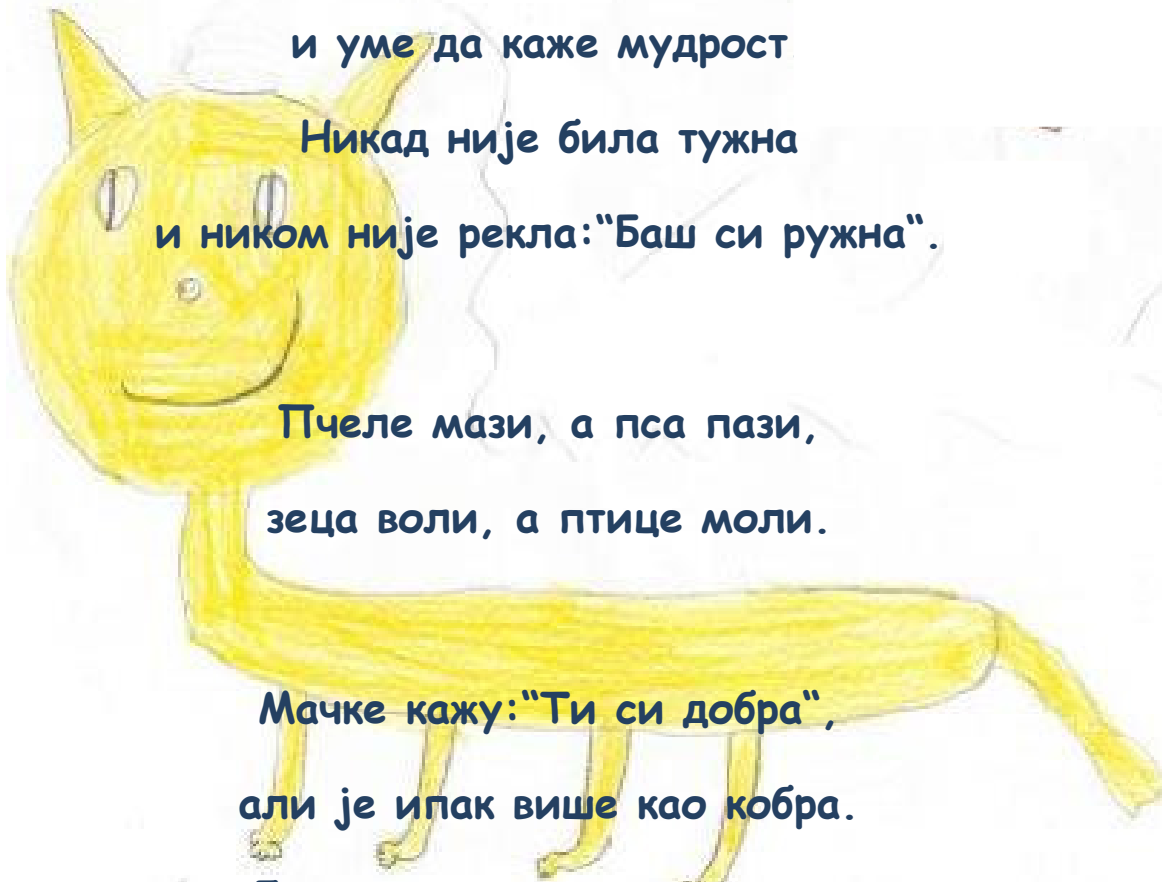 и уме да каже мудрост
Никад није била тужна
и ником није рекла:“Баш си ружна“.
Пчеле мази, а пса пази,
зеца воли, а птице моли.
Мачке кажу:“Ти си добра“,
али је ипак више као кобра.